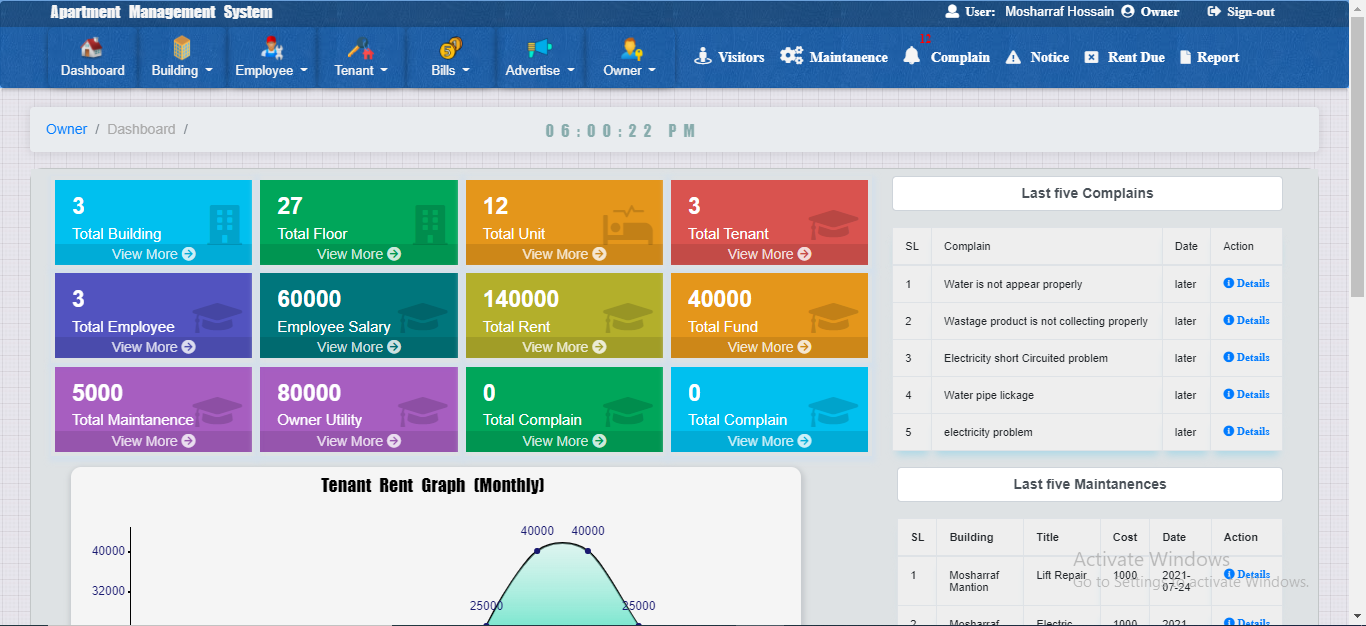 Apartment Management System
User: Mosharraf Hossain Owner Sign-out
Dashboard Building Employee Tenant Bills Advertise Owner
Visitors Maintanence 12 Complain Notice Rent Due Report
Owner / Dashboard /
06:00:22 PM
3
Total Building
View More
27
Total Floor
View More
12
Total Unit
View More
3
Total Tenant
View More
3
Total Employee
View More
60000
Employee Salary
View More
140000
Total Rent
View More
40000
Total Fund
View More
5000
Total Maintanence
View More
80000
Owner Utility
View More
0
Total Complain
View More
0
Total Complain
View More
Last five Complains
SL Complain Date Action
1 Water is not appear properly later Details
2 Wastage product is not collecting properly later Details
3 Electricity short Circuited problem later Details
4 Water pipe lickage later Details
5 electricity problem later Details
Tenant Rent Graph (Monthly)
40000 40000
40000
32000
25000 25000
Last five Maintanences
SL Building Title Cost Date Action
1 Mosharraf Mantion Lift Repair 1000 2021-07-24 Details
2 Mosharraf Electric 1000 2021 Details
Activate Windows
Go to Settings to activate Windows.